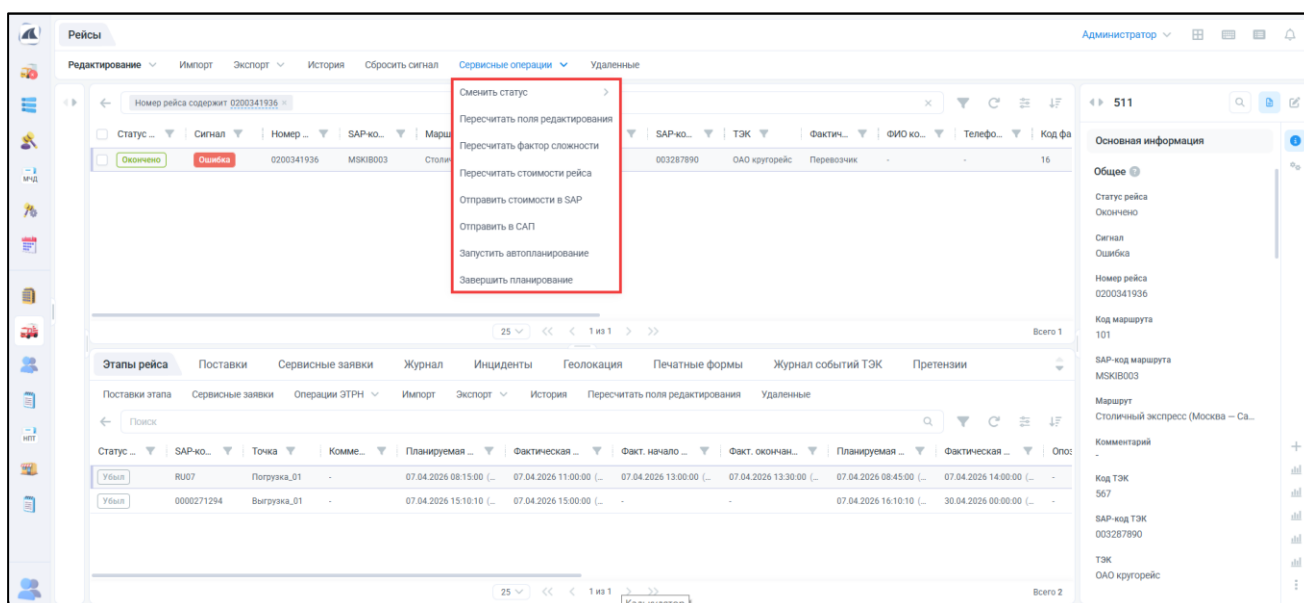 Рейсы
Администратор
Редактирование Импорт Экспорт История Сбросить сигнал Сервисные операции Удаленные
Номер рейса содержит 0200341936 ×
Статус ... Сигнал Номер ... SAP-ко... Марш SAP-ко... ТЭК Фактич... ФИО ко... Телефо... Код фа
Окончено Ошибка 0200341936 MSKIB003 Столич 003287890 ОАО кругорейс Перевозчик - - 16
Сменить статус
Пересчитать поля редактирования
Пересчитать фактор сложности
Пересчитать стоимости рейса
Отправить стоимости в SAP
Отправить в САП
Запустить автопланирование
Завершить планирование
25 << < 1 из 1 > >> Всего 1
Этапы рейса Поставки Сервисные заявки Журнал Инциденты Геолокация Печатные формы Журнал событий ТЭК Претензии
Поставки этапа Сервисные заявки Операции ЭТРН Импорт Экспорт История Пересчитать поля редактирования Удаленные
Поиск
Статус ... SAP-ко... Точка Комме... Планируемая ... Фактическая ... Факт. начало ... Факт. окончан... Планируемая ... Фактическая ... Опоз
Убыл RU07 Погрузка_01 - 07.04.2026 08:15:00 (... 07.04.2026 11:00:00 (... 07.04.2026 13:00:00 (... 07.04.2026 13:30:00 (... 07.04.2026 08:45:00 (... 07.04.2026 14:00:00 (... -
Убыл 0000271294 Выгрузка_01 - 07.04.2026 15:10:10 (... 07.04.2026 15:00:00 (... - - 07.04.2026 16:10:10 (... 30.04.2026 00:00:00 (... -
25 << < 1 из 1 > >> Всего 2
511
Основная информация
Общее
Статус рейса
Окончено
Сигнал
Ошибка
Номер рейса
0200341936
Код маршрута
101
SAP-код маршрута
MSKIB003
Маршрут
Столичный экспресс (Москва — Са...
Комментарий
-
Код ТЭК
567
SAP-код ТЭК
003287890
ТЭК
ОАО кругорейс
МЧД
НПТ